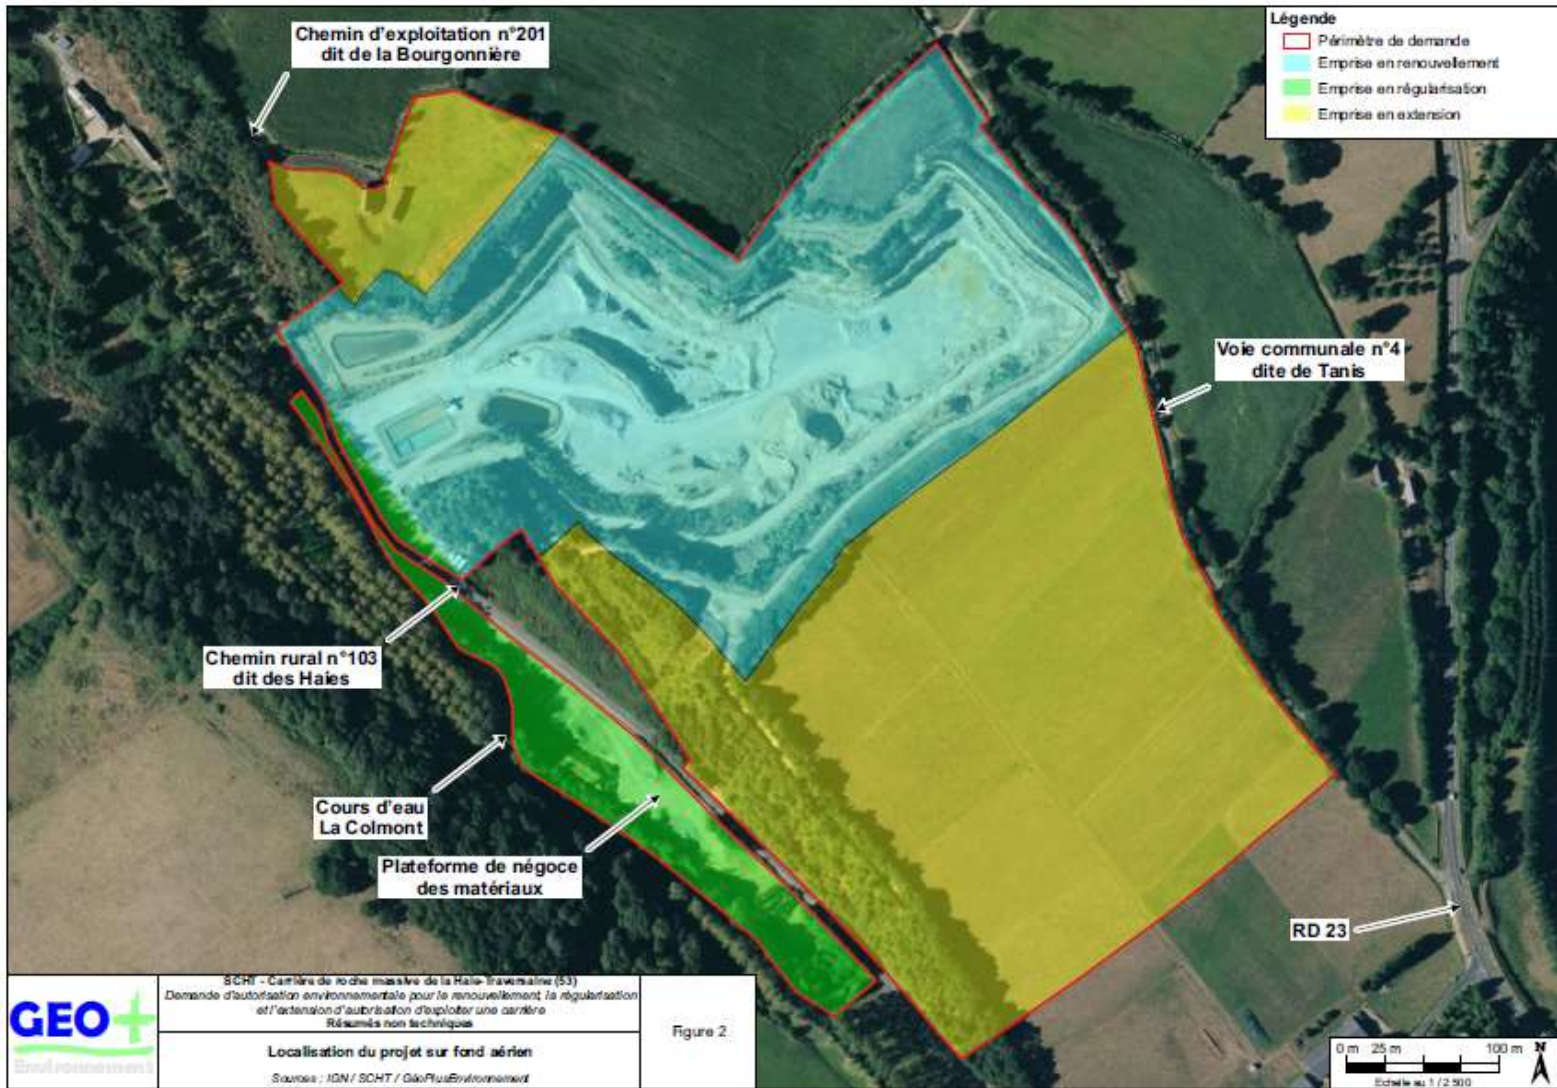 Chemin d'exploitation n°201
dit de la Bourgonnière
Légende
Périmètre de demande
Emprise en renouvellement
Emprise en régularisation
Emprise en extension
Voie communale n°4
dite de Tanis
Chemin rural n°103
dit des Haies
Cours d'eau
La Colmont
Plateforme de négoce
des matériaux
RD 23
GEO+
Environnement
SCHT - Carrière de roche massive de la Haie-Traversaine (53)
Demande d'autorisation environnementale pour le renouvellement, la régularisation
et l'extension d'autorisation d'exploiter une carrière
Résumés non techniques
Localisation du projet sur fond aérien
Sources : IGN / SCHT / GéoPlusEnvironnement
Figure 2
0 m 25 m 100 m N
Echelle au 1 / 2 500